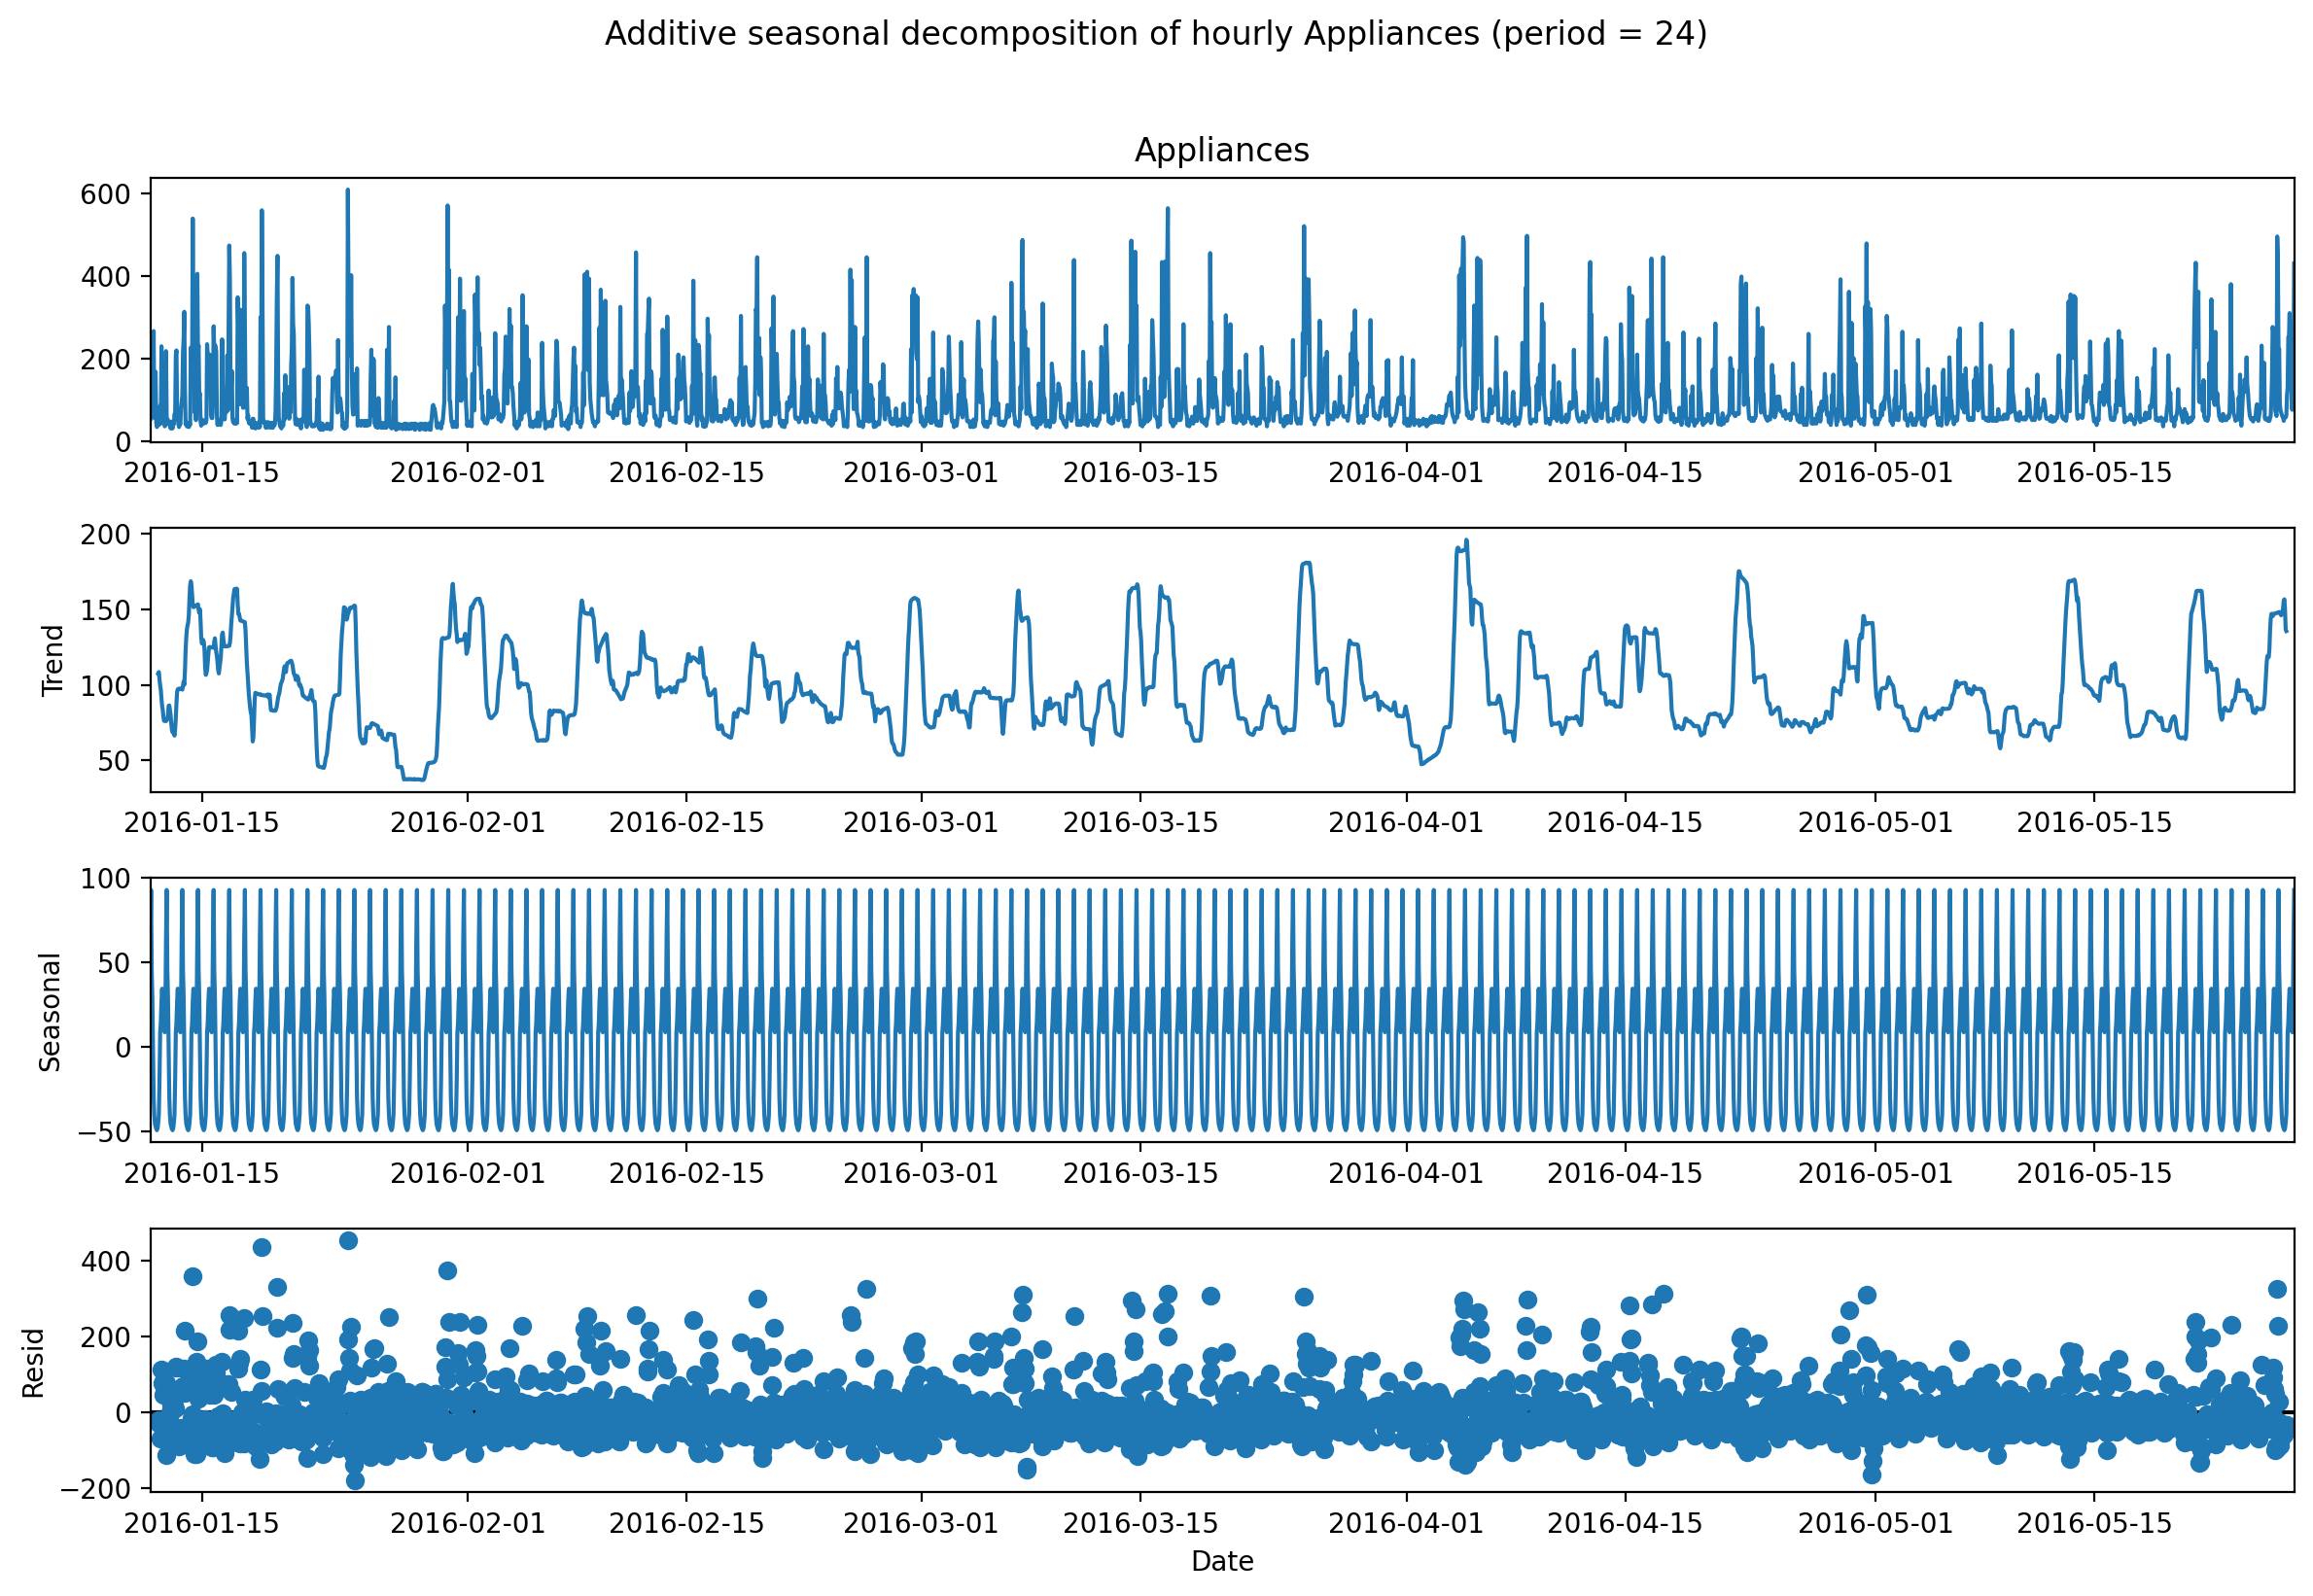 Additive seasonal decomposition of hourly Appliances (period = 24)
Appliances
600
400
200
0
2016-01-15 2016-02-01 2016-02-15 2016-03-01 2016-03-15 2016-04-01 2016-04-15 2016-05-01 2016-05-15
Trend
200
150
100
50
2016-01-15 2016-02-01 2016-02-15 2016-03-01 2016-03-15 2016-04-01 2016-04-15 2016-05-01 2016-05-15
Seasonal
100
50
0
−50
2016-01-15 2016-02-01 2016-02-15 2016-03-01 2016-03-15 2016-04-01 2016-04-15 2016-05-01 2016-05-15
Resid
400
200
0
−200
2016-01-15 2016-02-01 2016-02-15 2016-03-01 2016-03-15 2016-04-01 2016-04-15 2016-05-01 2016-05-15
Date